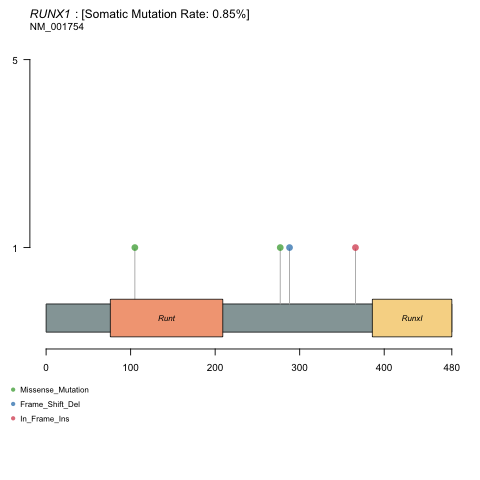 RUNX1 : [Somatic Mutation Rate: 0.85%]
NM_001754
5
1
Runt
RunxI
0 100 200 300 400 480
Missense_Mutation
Frame_Shift_Del
In_Frame_Ins